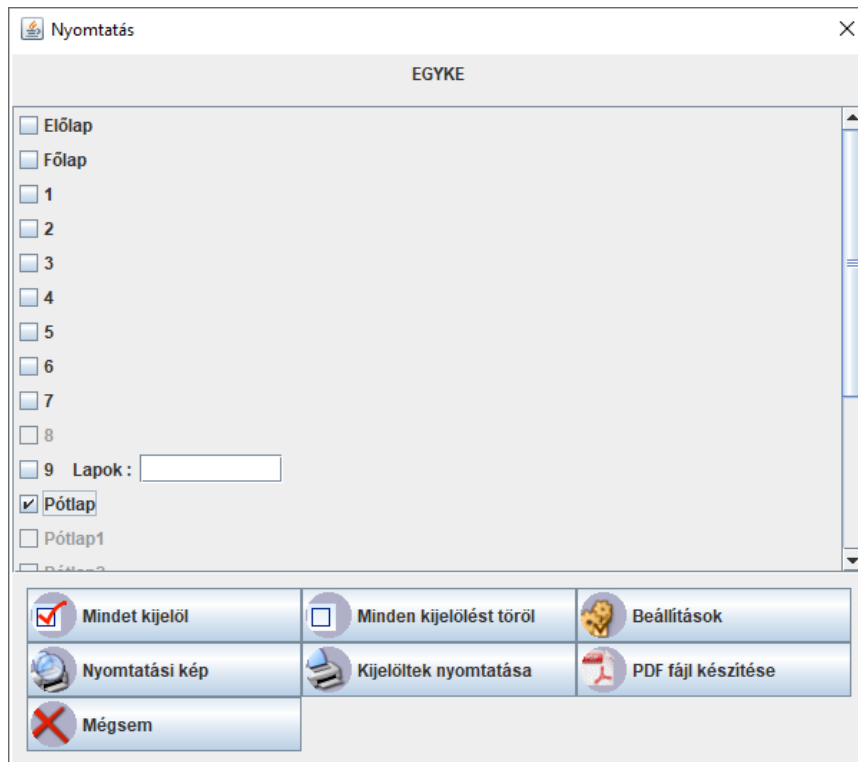 Nyomtatás
EGYKE
Előlap
Főlap
1
2
3
4
5
6
7
8
9 Lapok :
Pótlap
Pótlap1
Mindet kijelöl
Minden kijelölést töröl
Beállítások
Nyomtatási kép
Kijelöltek nyomtatása
PDF fájl készítése
Mégsem